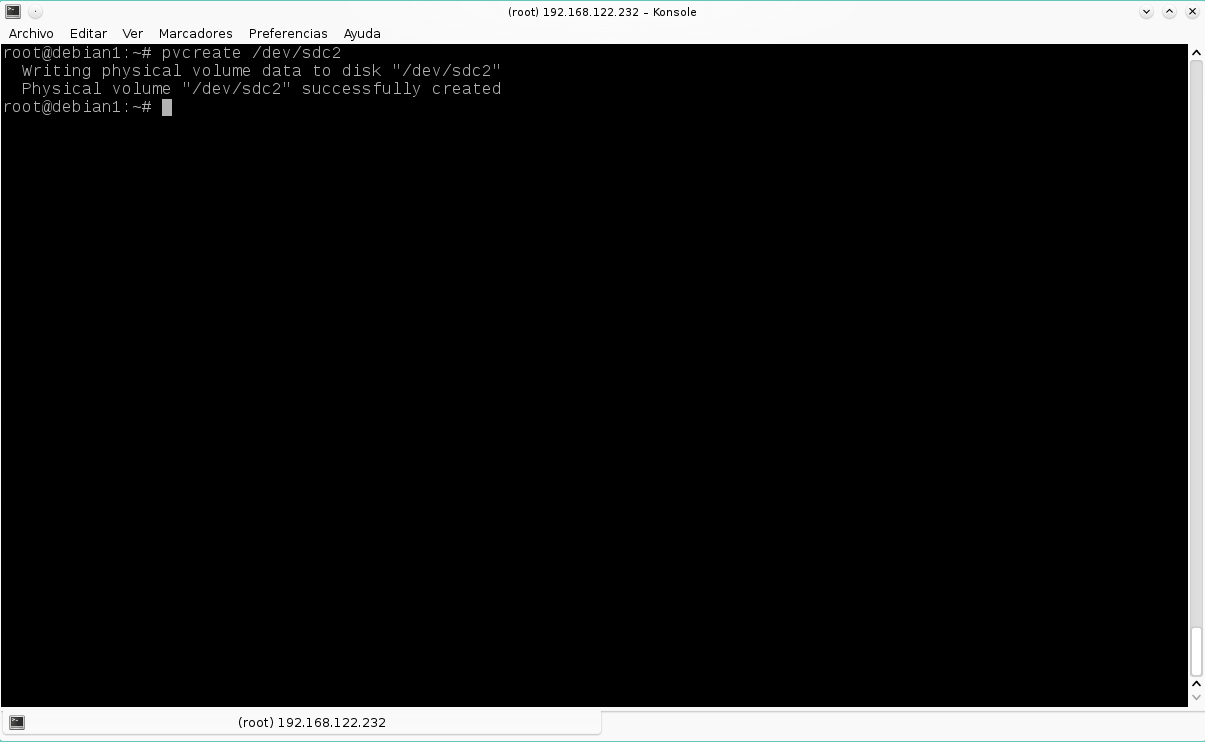 (root) 192.168.122.232 – Konsole
Archivo Editar Ver Marcadores Preferencias Ayuda
root@debian1:~# pvcreate /dev/sdc2
  Writing physical volume data to disk "/dev/sdc2"
  Physical volume "/dev/sdc2" successfully created
root@debian1:~#
(root) 192.168.122.232